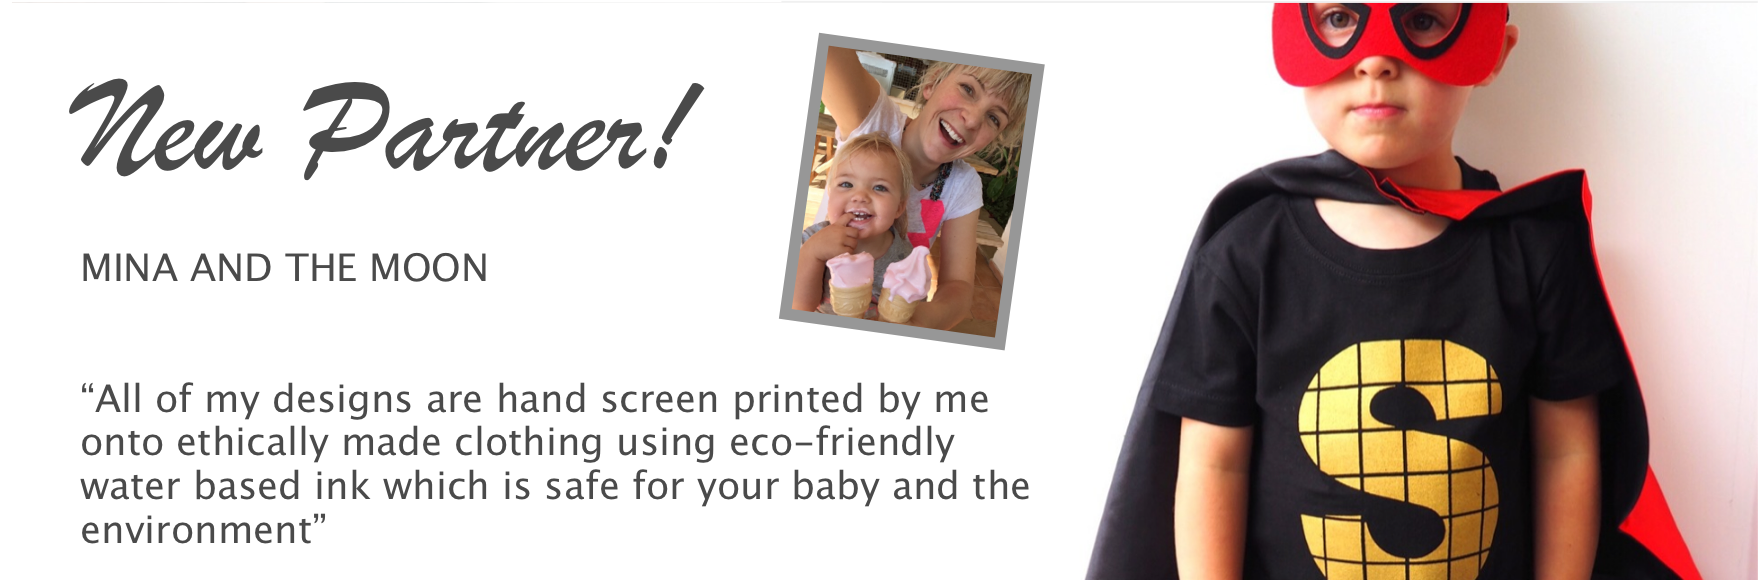 New Partner!
MINA AND THE MOON
“All of my designs are hand screen printed by me
onto ethically made clothing using eco-friendly
water based ink which is safe for your baby and the
environment”
S